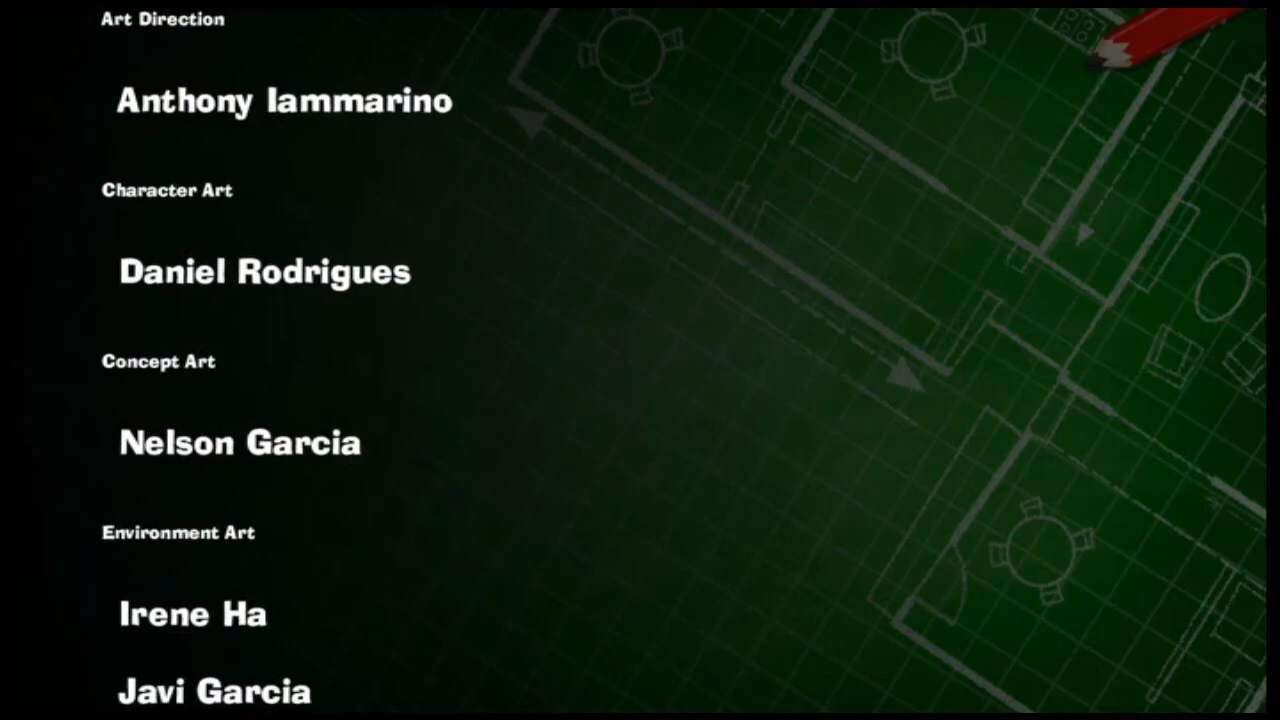 Art Direction
Anthony Iammarino
Character Art
Daniel Rodrigues
Concept Art
Nelson Garcia
Environment Art
Irene Ha
Javi Garcia